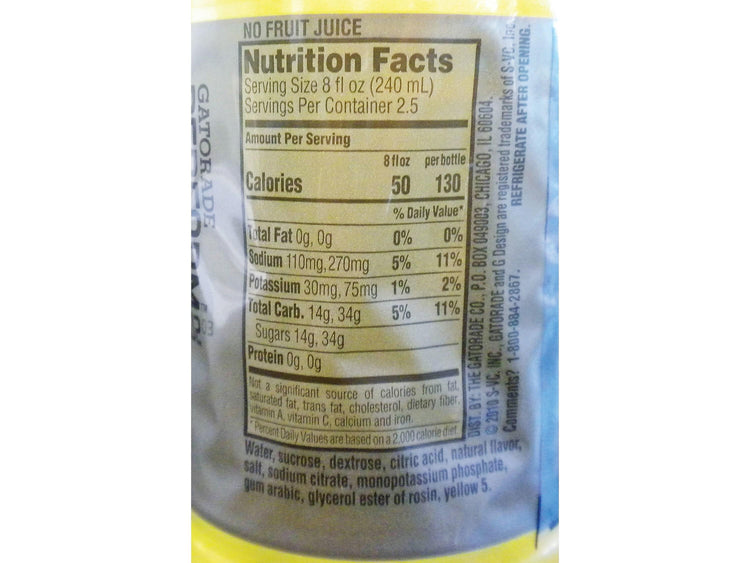 NO FRUIT JUICE
Nutrition Facts
Serving Size 8 fl oz (240 mL)
Servings Per Container 2.5
Amount Per Serving
8 fl oz per bottle
Calories 50 130
% Daily Value*
Total Fat 0g, 0g 0% 0%
Sodium 110mg, 270mg 5% 11%
Potassium 30mg, 75mg 1% 2%
Total Carb. 14g, 34g 5% 11%
Sugars 14g, 34g
Protein 0g, 0g
Not a significant source of calories from fat,
saturated fat, trans fat, cholesterol, dietary fiber,
vitamin A, vitamin C, calcium and iron.
*Percent Daily Values are based on a 2,000 calorie diet.
Water, sucrose, dextrose, citric acid, natural flavor,
salt, sodium citrate, monopotassium phosphate,
gum arabic, glycerol ester of rosin, yellow 5.
DIST. BY: THE GATORADE CO., P.O. BOX 049003, CHICAGO, IL 60604.
© 2010 S-VC, INC., GATORADE and G Design are registered trademarks of S-VC, Inc.
Comments? 1-800-884-2867. REFRIGERATE AFTER OPENING.
GATORADE